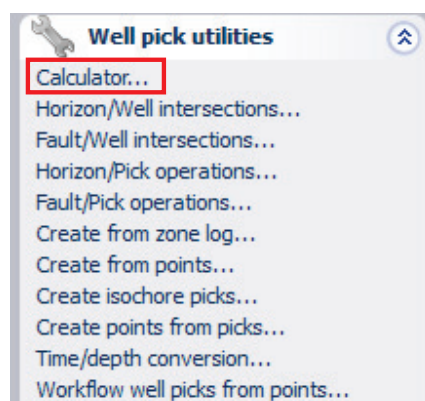 Well pick utilities
Calculator...
Horizon/Well intersections...
Fault/Well intersections...
Horizon/Pick operations...
Fault/Pick operations...
Create from zone log...
Create from points...
Create isochore picks...
Create points from picks...
Time/depth conversion...
Workflow well picks from points...